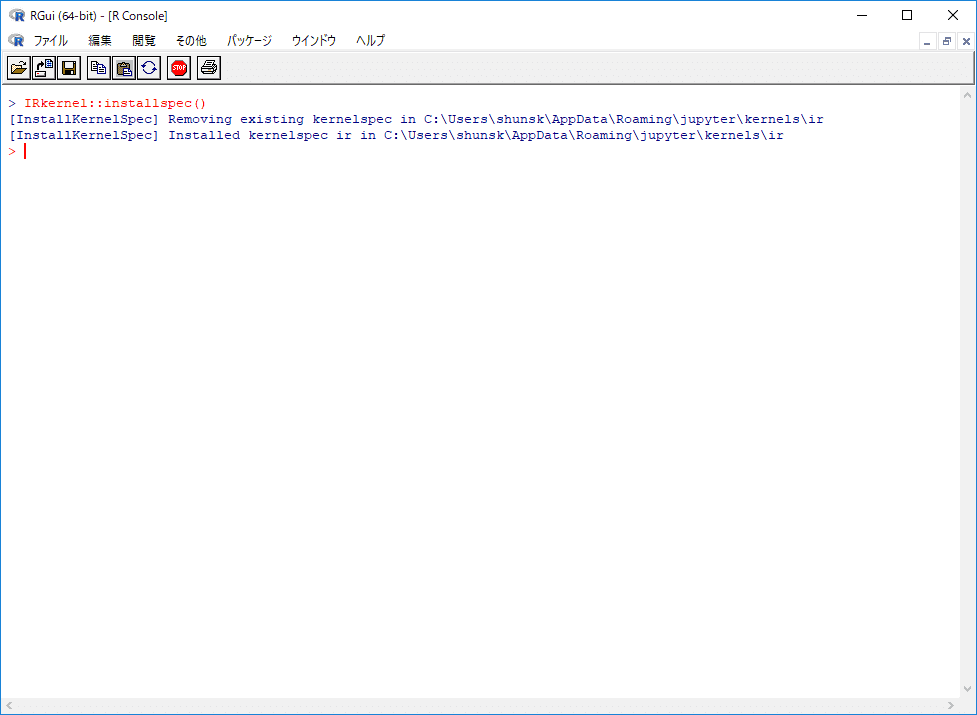 RGui (64-bit) - [R Console]
ファイル 編集 閲覧 その他 パッケージ ウインドウ ヘルプ
STOP
> IRkernel::installspec()
[InstallKernelSpec] Removing existing kernelspec in C:\Users\shunsk\AppData\Roaming\jupyter\kernels\ir
[InstallKernelSpec] Installed kernelspec ir in C:\Users\shunsk\AppData\Roaming\jupyter\kernels\ir
>